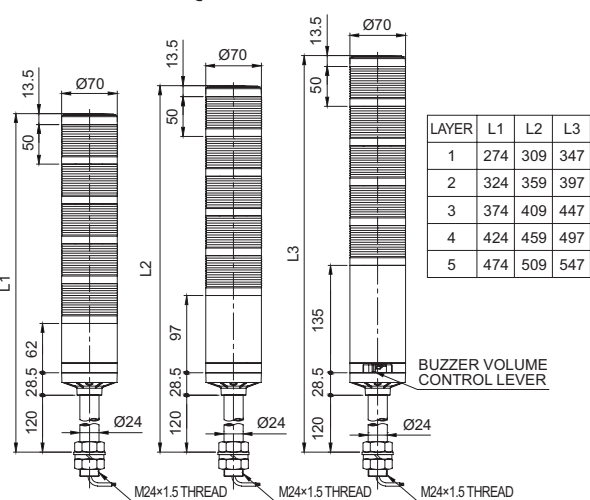 13.5
Ø70
50
L1
62
28.5
120
Ø24
M24×1.5 THREAD
13.5
Ø70
50
L2
97
28.5
120
Ø24
M24×1.5 THREAD
13.5
Ø70
50
L3
135
28.5
120
Ø24
M24×1.5 THREAD
BUZZER VOLUME
CONTROL LEVER
LAYER L1 L2 L3
1 274 309 347
2 324 359 397
3 374 409 447
4 424 459 497
5 474 509 547